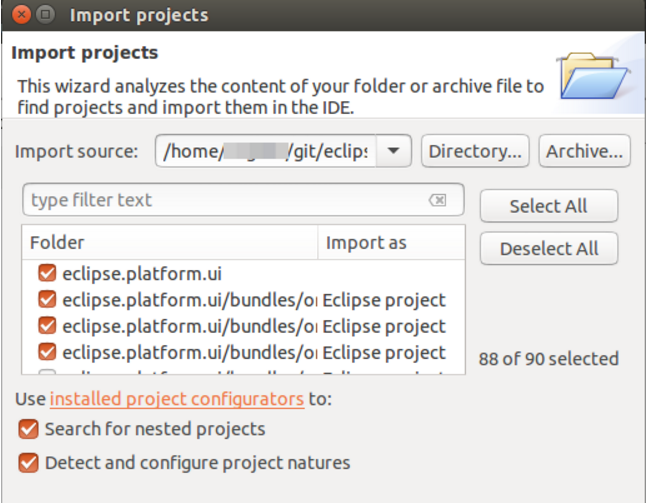 Import projects
Import projects
This wizard analyzes the content of your folder or archive file to
find projects and import them in the IDE.
Import source: /home/ /git/eclips Directory... Archive...
type filter text
Select All
Folder Import as
Deselect All
eclipse.platform.ui
eclipse.platform.ui/bundles/or Eclipse project
eclipse.platform.ui/bundles/or Eclipse project
eclipse.platform.ui/bundles/or Eclipse project
88 of 90 selected
Use installed project configurators to:
Search for nested projects
Detect and configure project natures